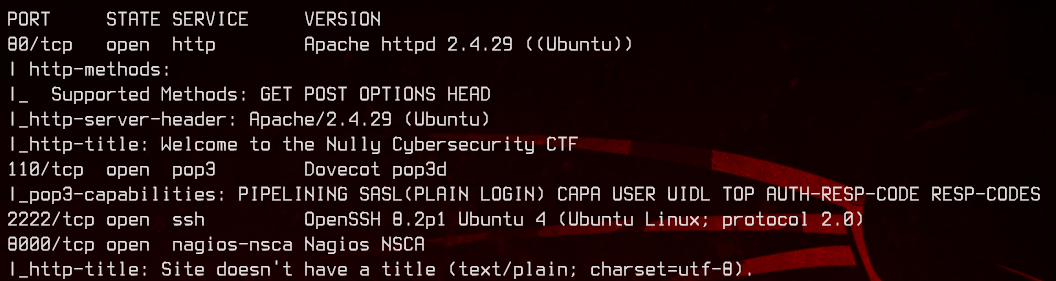 PORT     STATE SERVICE     VERSION
80/tcp   open  http        Apache httpd 2.4.29 ((Ubuntu))
| http-methods:
|_  Supported Methods: GET POST OPTIONS HEAD
|_http-server-header: Apache/2.4.29 (Ubuntu)
|_http-title: Welcome to the Nully Cybersecurity CTF
110/tcp  open  pop3        Dovecot pop3d
|_pop3-capabilities: PIPELINING SASL(PLAIN LOGIN) CAPA USER UIDL TOP AUTH-RESP-CODE RESP-CODES
2222/tcp open  ssh         OpenSSH 8.2p1 Ubuntu 4 (Ubuntu Linux; protocol 2.0)
8000/tcp open  nagios-nsca Nagios NSCA
|_http-title: Site doesn't have a title (text/plain; charset=utf-8).